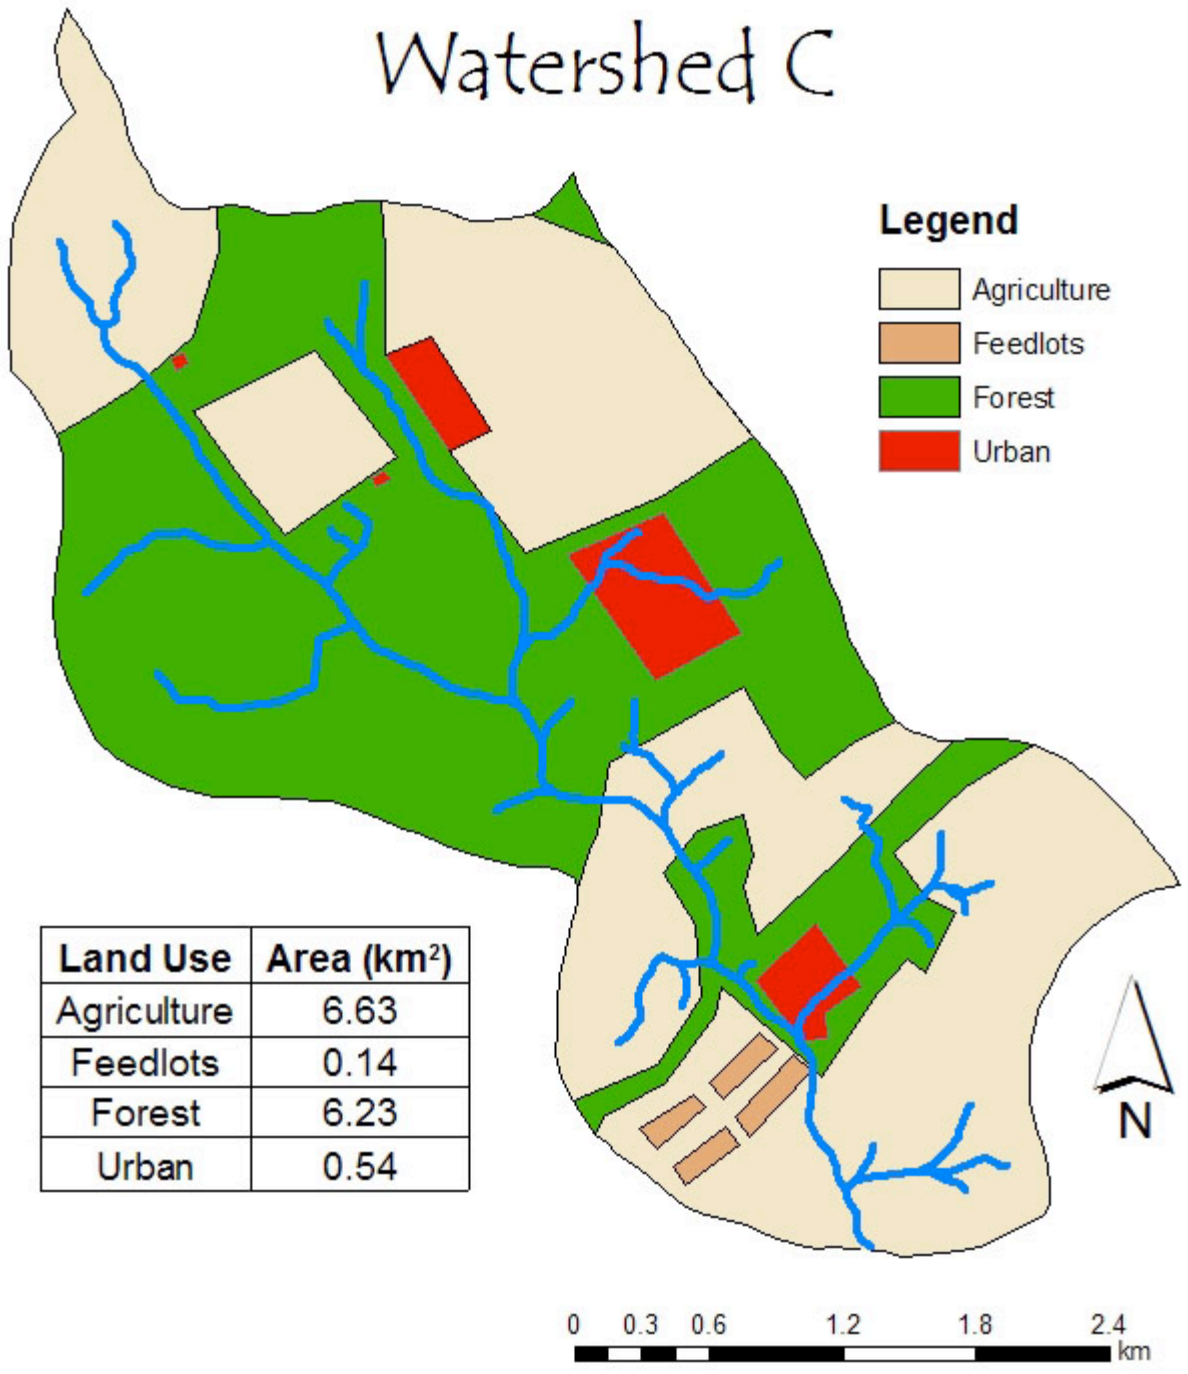 Watershed C
Legend
Agriculture
Feedlots
Forest
Urban
Land Use Area (km²)
Agriculture 6.63
Feedlots 0.14
Forest 6.23
Urban 0.54
N
0 0.3 0.6 1.2 1.8 2.4
km